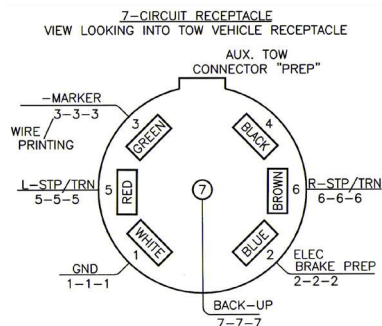 7-CIRCUIT RECEPTACLE
VIEW LOOKING INTO TOW VEHICLE RECEPTACLE
AUX. TOW
CONNECTOR "PREP"
-MARKER
3-3-3
WIRE
PRINTING
3
GREEN
4
BLACK
L-STP/TRN
5-5-5
5
RED
7
BROWN
6
R-STP/TRN
6-6-6
WHITE
1
BLUE
2
GND
1-1-1
ELEC
BRAKE PREP
2-2-2
BACK-UP
7-7-7